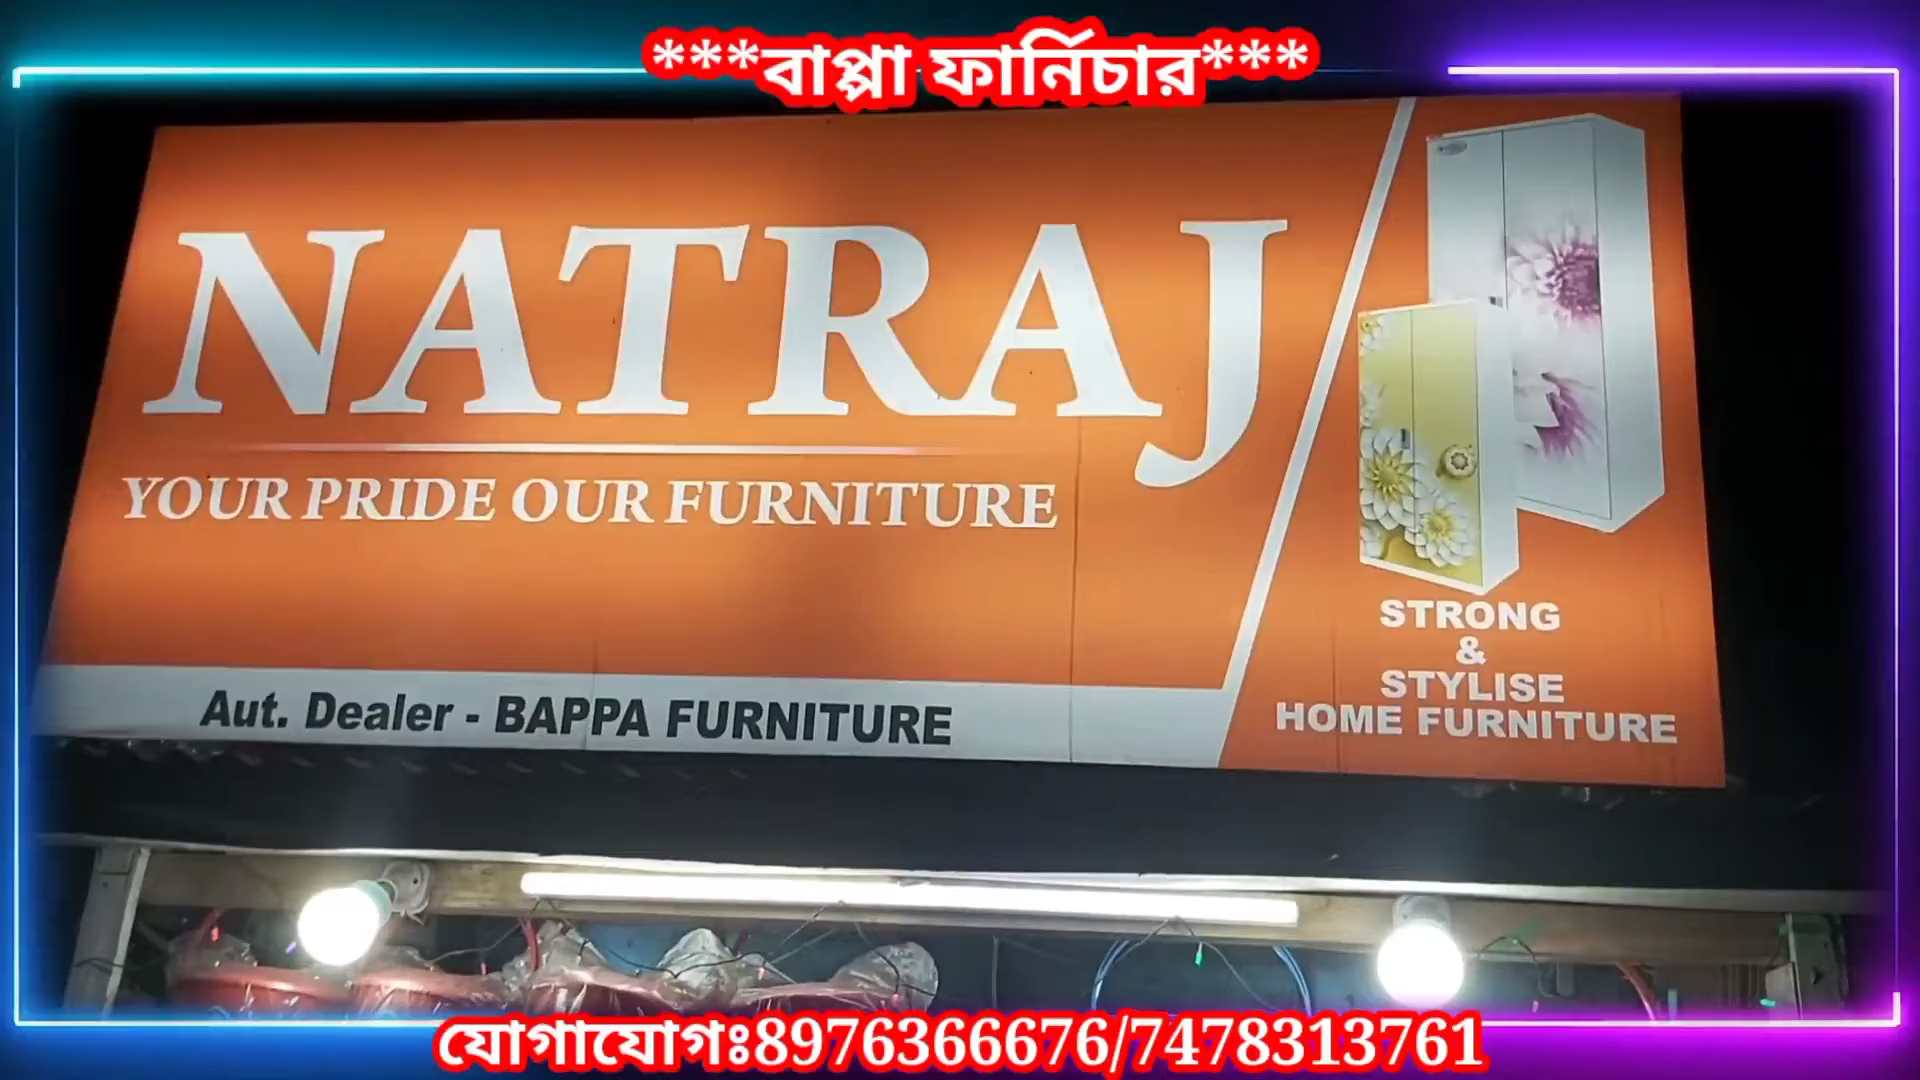 ***বাপ্পা ফার্নিচার***
NATRAJ
YOUR PRIDE OUR FURNITURE
Aut. Dealer - BAPPA FURNITURE
STRONG
&
STYLISE
HOME FURNITURE
যোগাযোগঃ8976366676/7478313761